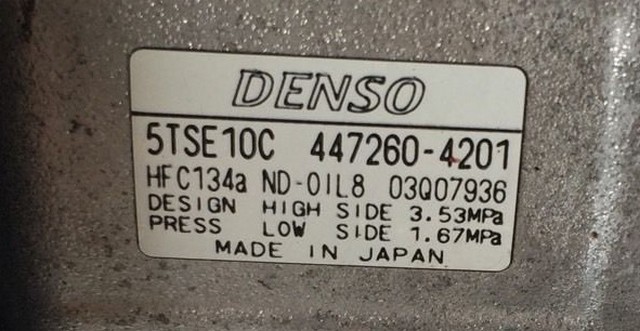 DENSO
5TSE10C 447260-4201
HFC134a ND-OIL8 03Q07936
DESIGN HIGH SIDE 3.53MPa
PRESS LOW SIDE 1.67MPa
MADE IN JAPAN